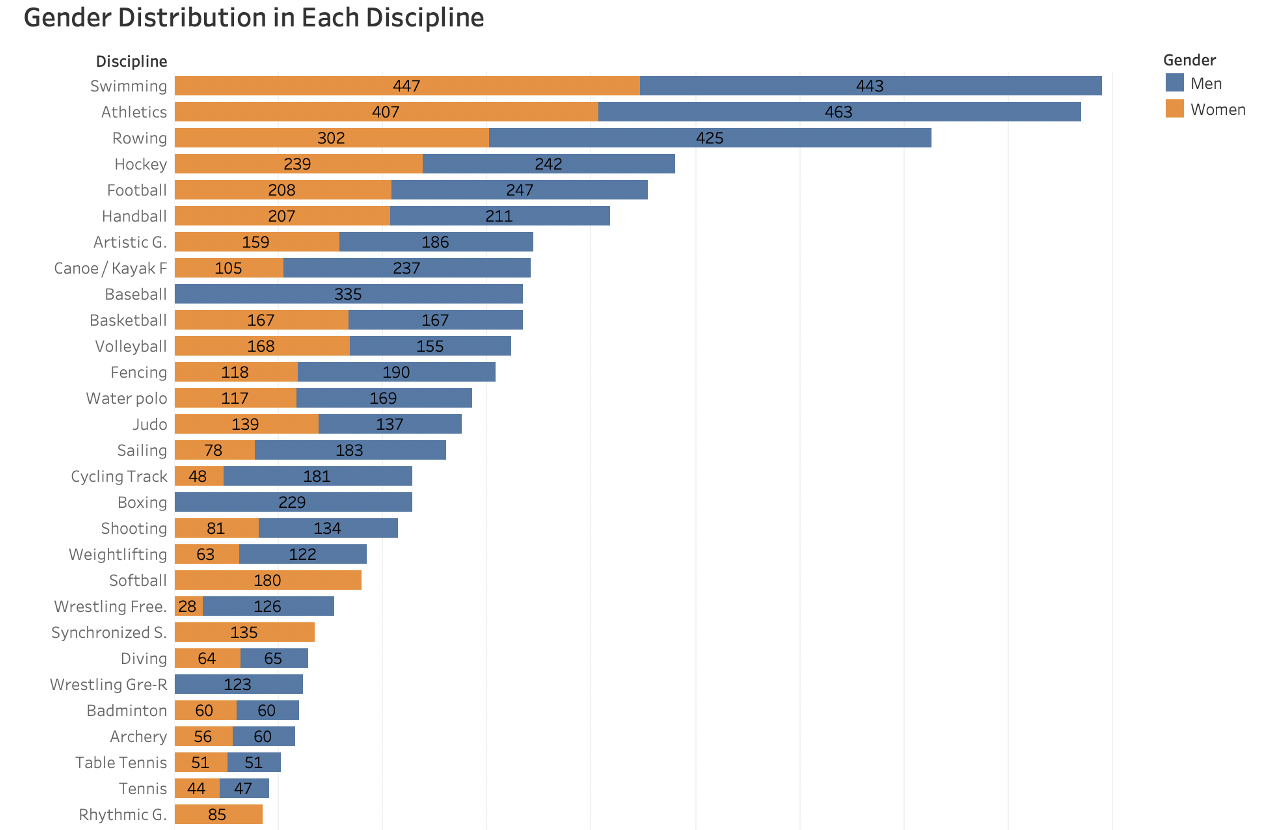 Gender Distribution in Each Discipline
Discipline
Gender
Men
Women
Swimming 447 443
Athletics 407 463
Rowing 302 425
Hockey 239 242
Football 208 247
Handball 207 211
Artistic G. 159 186
Canoe / Kayak F 105 237
Baseball 335
Basketball 167 167
Volleyball 168 155
Fencing 118 190
Water polo 117 169
Judo 139 137
Sailing 78 183
Cycling Track 48 181
Boxing 229
Shooting 81 134
Weightlifting 63 122
Softball 180
Wrestling Free. 28 126
Synchronized S. 135
Diving 64 65
Wrestling Gre-R 123
Badminton 60 60
Archery 56 60
Table Tennis 51 51
Tennis 44 47
Rhythmic G. 85